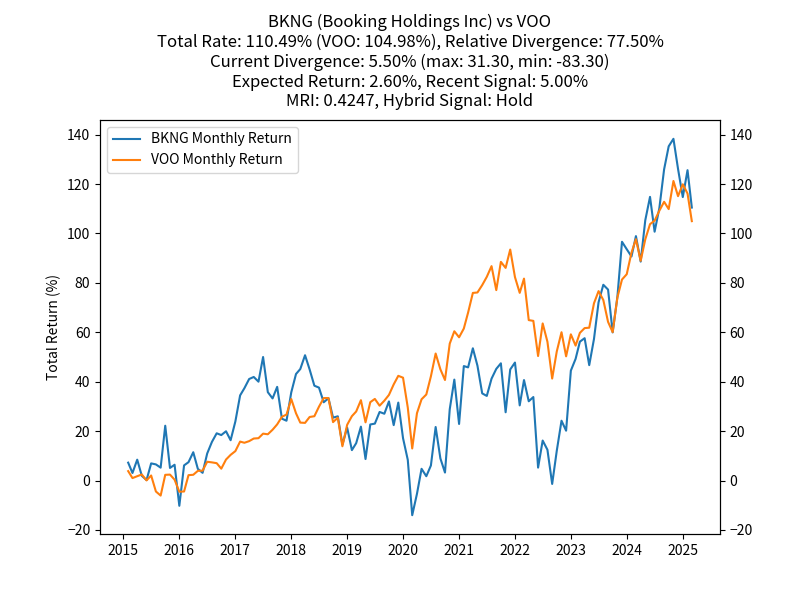 BKNG (Booking Holdings Inc) vs VOO
Total Rate: 110.49% (VOO: 104.98%), Relative Divergence: 77.50%
Current Divergence: 5.50% (max: 31.30, min: -83.30)
Expected Return: 2.60%, Recent Signal: 5.00%
MRI: 0.4247, Hybrid Signal: Hold
BKNG Monthly Return
VOO Monthly Return
Total Return (%)
140 140
120 120
100 100
80 80
60 60
40 40
20 20
0 0
−20 −20
2015 2016 2017 2018 2019 2020 2021 2022 2023 2024 2025